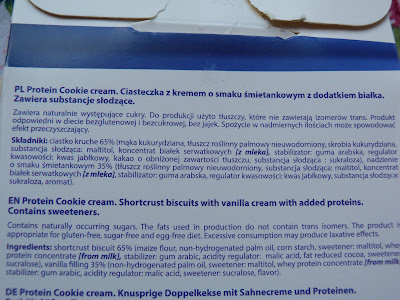 PL Protein Cookie cream. Ciasteczka z kremem o smaku śmietankowym z dodatkiem białka.
Zawiera substancje słodzące.
Zawiera naturalnie występujące cukry. Do produkcji użyto tłuszczy, które nie zawierają izomerów trans. Produkt
odpowiedni w diecie bezglutenowej i bezcukrowej, bez jajek. Spożycie w nadmiernych ilościach może spowodować
efekt przeczyszczający.
Składniki: ciastko kruche 65% (mąka kukurydziana, tłuszcz roślinny palmowy nieuwodorniony, skrobia kukurydziana,
substancja słodząca: maltitol, koncentrat białek serwatkowych [z mleka], stabilizator: guma arabska, regulator
kwasowości: kwas jabłkowy, kakao o obniżonej zawartości tłuszczu, substancja słodząca : sukraloza), nadzienie
o smaku śmietankowym 35% (tłuszcz roślinny palmowy nieuwodorniony, substancja słodząca: maltitol, koncentrat
białek serwatkowych [z mleka], stabilizator: guma arabska, regulator kwasowości: kwas jabłkowy, substancja słodząca:
sukraloza, aromat).
EN Protein Cookie cream. Shortcrust biscuits with vanilla cream with added proteins.
Contains sweeteners.
Contains naturally occurring sugars. The fats used in production do not contain trans isomers. The product is
appropriate for gluten-free, sugar-free and egg-free diet. Excessive consumption may produce laxative effects.
Ingredients: shortcrust biscuit 65% (maize flour, non-hydrogenated palm oil, corn starch, sweetener: maltitol, whey
protein concentrate [from milk], stabilizer: gum arabic, acidity regulator: malic acid, fat reduced cocoa, sweetener:
sucralose), vanilla filling 35% (non-hydrogenated palm oil, sweetener: maltitol, whey protein concentrate [from milk],
stabilizer: gum arabic, acidity regulator: malic acid, sweetener: sucralose, flavor).
DE Protein Cookie cream. Knusprige Doppelkekse mit Sahnecreme und Proteinen.